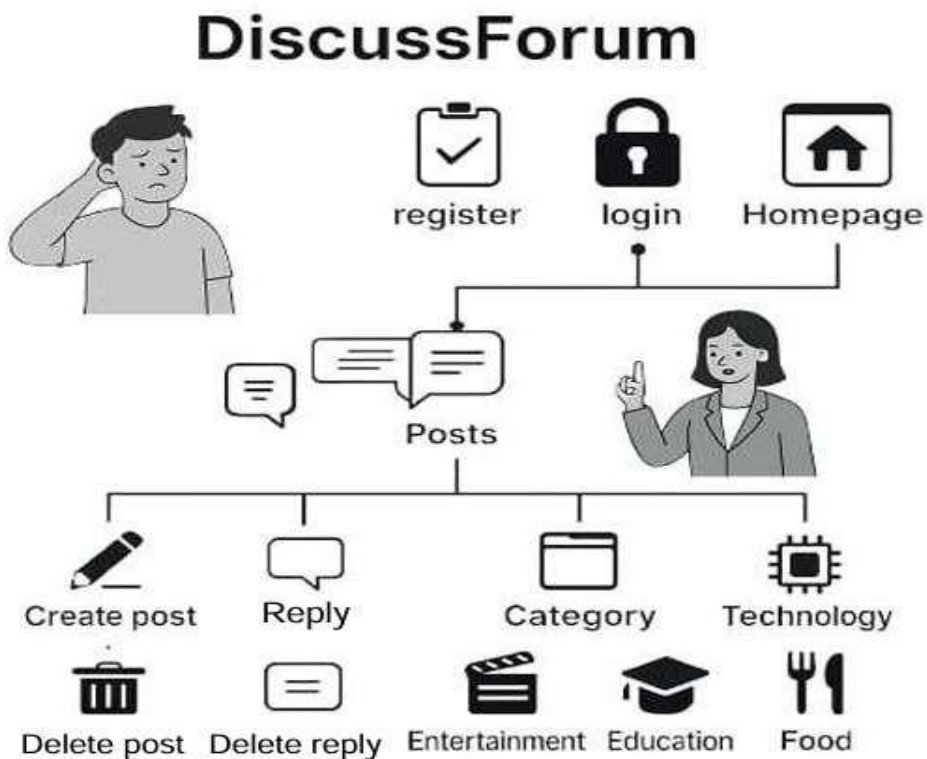 DiscussForum
register login Homepage
Posts
Create post Reply Category Technology
Delete post Delete reply Entertainment Education Food